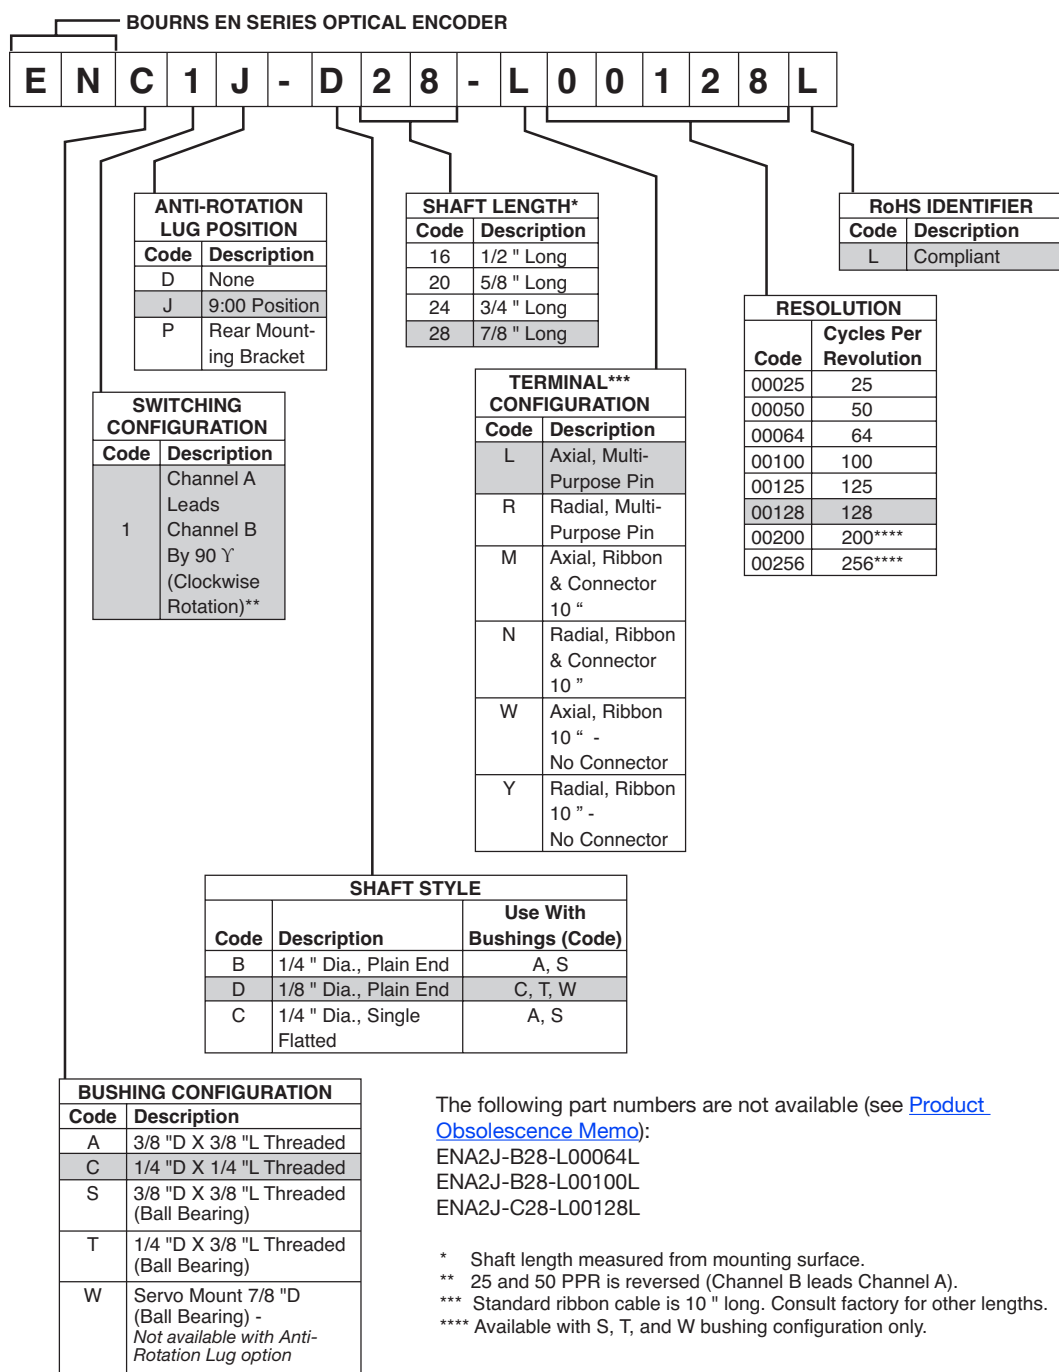 BOURNS EN SERIES OPTICAL ENCODER
E N C 1 J - D 2 8 - L 0 0 1 2 8 L
ANTI-ROTATION
LUG POSITION
Code Description
D None
J 9:00 Position
P Rear Mount-
ing Bracket
SHAFT LENGTH*
Code Description
16 1/2 " Long
20 5/8 " Long
24 3/4 " Long
28 7/8 " Long
RoHS IDENTIFIER
Code Description
L Compliant
RESOLUTION
Cycles Per
Code Revolution
00025 25
00050 50
00064 64
00100 100
00125 125
00128 128
00200 200****
00256 256****
SWITCHING
CONFIGURATION
Code Description
Channel A
Leads
1 Channel B
By 90 ϒ
(Clockwise
Rotation)**
TERMINAL***
CONFIGURATION
Code Description
L Axial, Multi-
Purpose Pin
R Radial, Multi-
Purpose Pin
M Axial, Ribbon
& Connector
10 “
N Radial, Ribbon
& Connector
10 ”
W Axial, Ribbon
10 “ -
No Connector
Y Radial, Ribbon
10 ” -
No Connector
SHAFT STYLE
Use With
Code Description Bushings (Code)
B 1/4 " Dia., Plain End A, S
D 1/8 " Dia., Plain End C, T, W
C 1/4 " Dia., Single A, S
Flatted
BUSHING CONFIGURATION
Code Description
A 3/8 "D X 3/8 "L Threaded
C 1/4 "D X 1/4 "L Threaded
S 3/8 "D X 3/8 "L Threaded
(Ball Bearing)
T 1/4 "D X 3/8 "L Threaded
(Ball Bearing)
W Servo Mount 7/8 "D
(Ball Bearing) -
Not available with Anti-
Rotation Lug option
The following part numbers are not available (see Product
Obsolescence Memo):
ENA2J-B28-L00064L
ENA2J-B28-L00100L
ENA2J-C28-L00128L
* Shaft length measured from mounting surface.
** 25 and 50 PPR is reversed (Channel B leads Channel A).
*** Standard ribbon cable is 10 " long. Consult factory for other lengths.
**** Available with S, T, and W bushing configuration only.